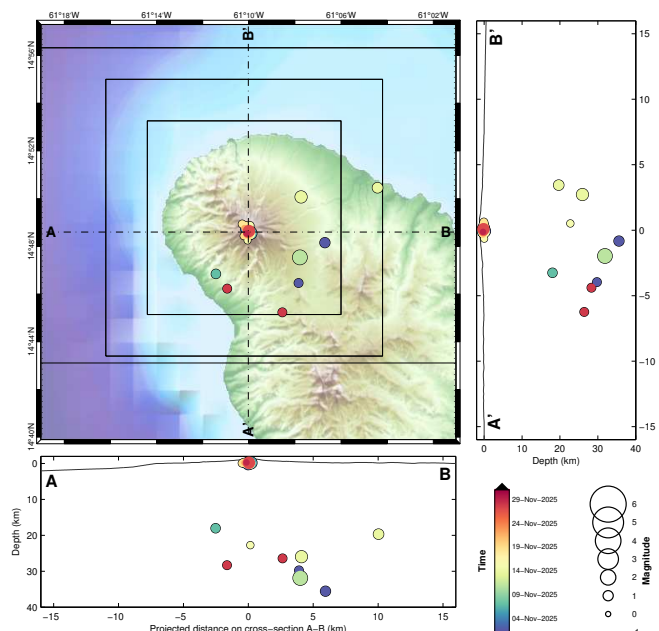 61°18'W 61°14'W 61°10'W 61°06'W 61°02'W
14°56'N
14°52'N
14°48'N
14°44'N
14°40'N
B'
A B
A'
B'
A'
15
10
5
0
−5
−10
−15
0 10 20 30 40
Depth (km)
A B
0
10
20
30
40
Depth (km)
−15 −10 −5 0 5 10 15
Projected distance on cross−section A−B (km)
Time
29−Nov−2025
24−Nov−2025
19−Nov−2025
14−Nov−2025
09−Nov−2025
04−Nov−2025
6
5
4
3
2
1
0
Magnitude